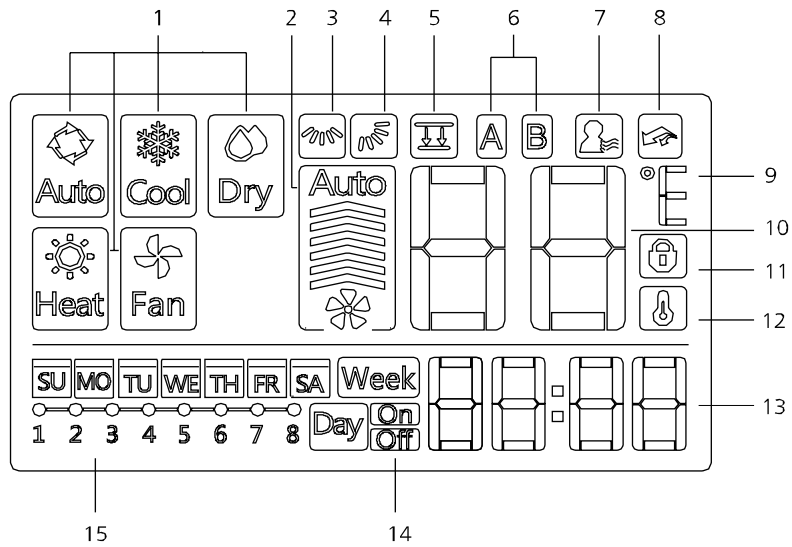 1 2 3 4 5 6 7 8
A B
Auto Cool Dry Auto
9
10
Heat Fan
11
12
SU MO TU WE TH FR SA Week
On
Day
Off
13
1 2 3 4 5 6 7 8
15 14